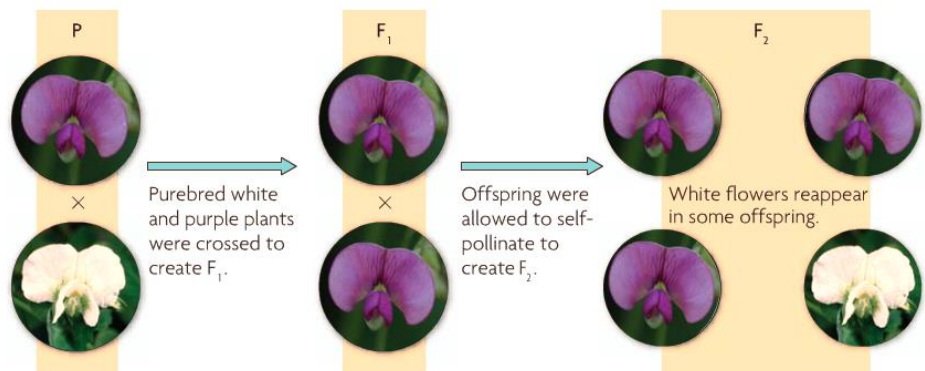 P
F₁
F₂
×
×
Purebred white
and purple plants
were crossed to
create F₁.
Offspring were
allowed to self-
pollinate to
create F₂.
White flowers reappear
in some offspring.